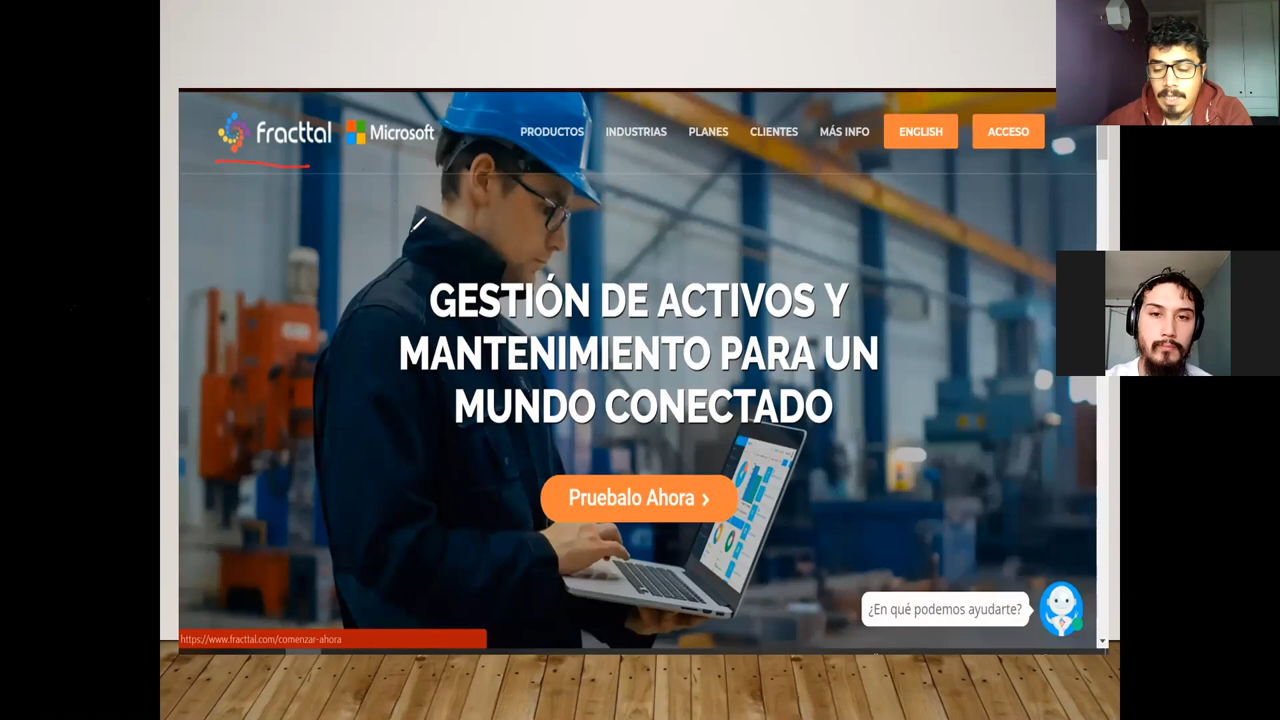 fracttal Microsoft
PRODUCTOS INDUSTRIAS PLANES CLIENTES MÁS INFO ENGLISH ACCESO
GESTIÓN DE ACTIVOS Y
MANTENIMIENTO PARA UN
MUNDO CONECTADO
Pruebalo Ahora ›
¿En qué podemos ayudarte?
https://www.fracttal.com/comenzar-ahora